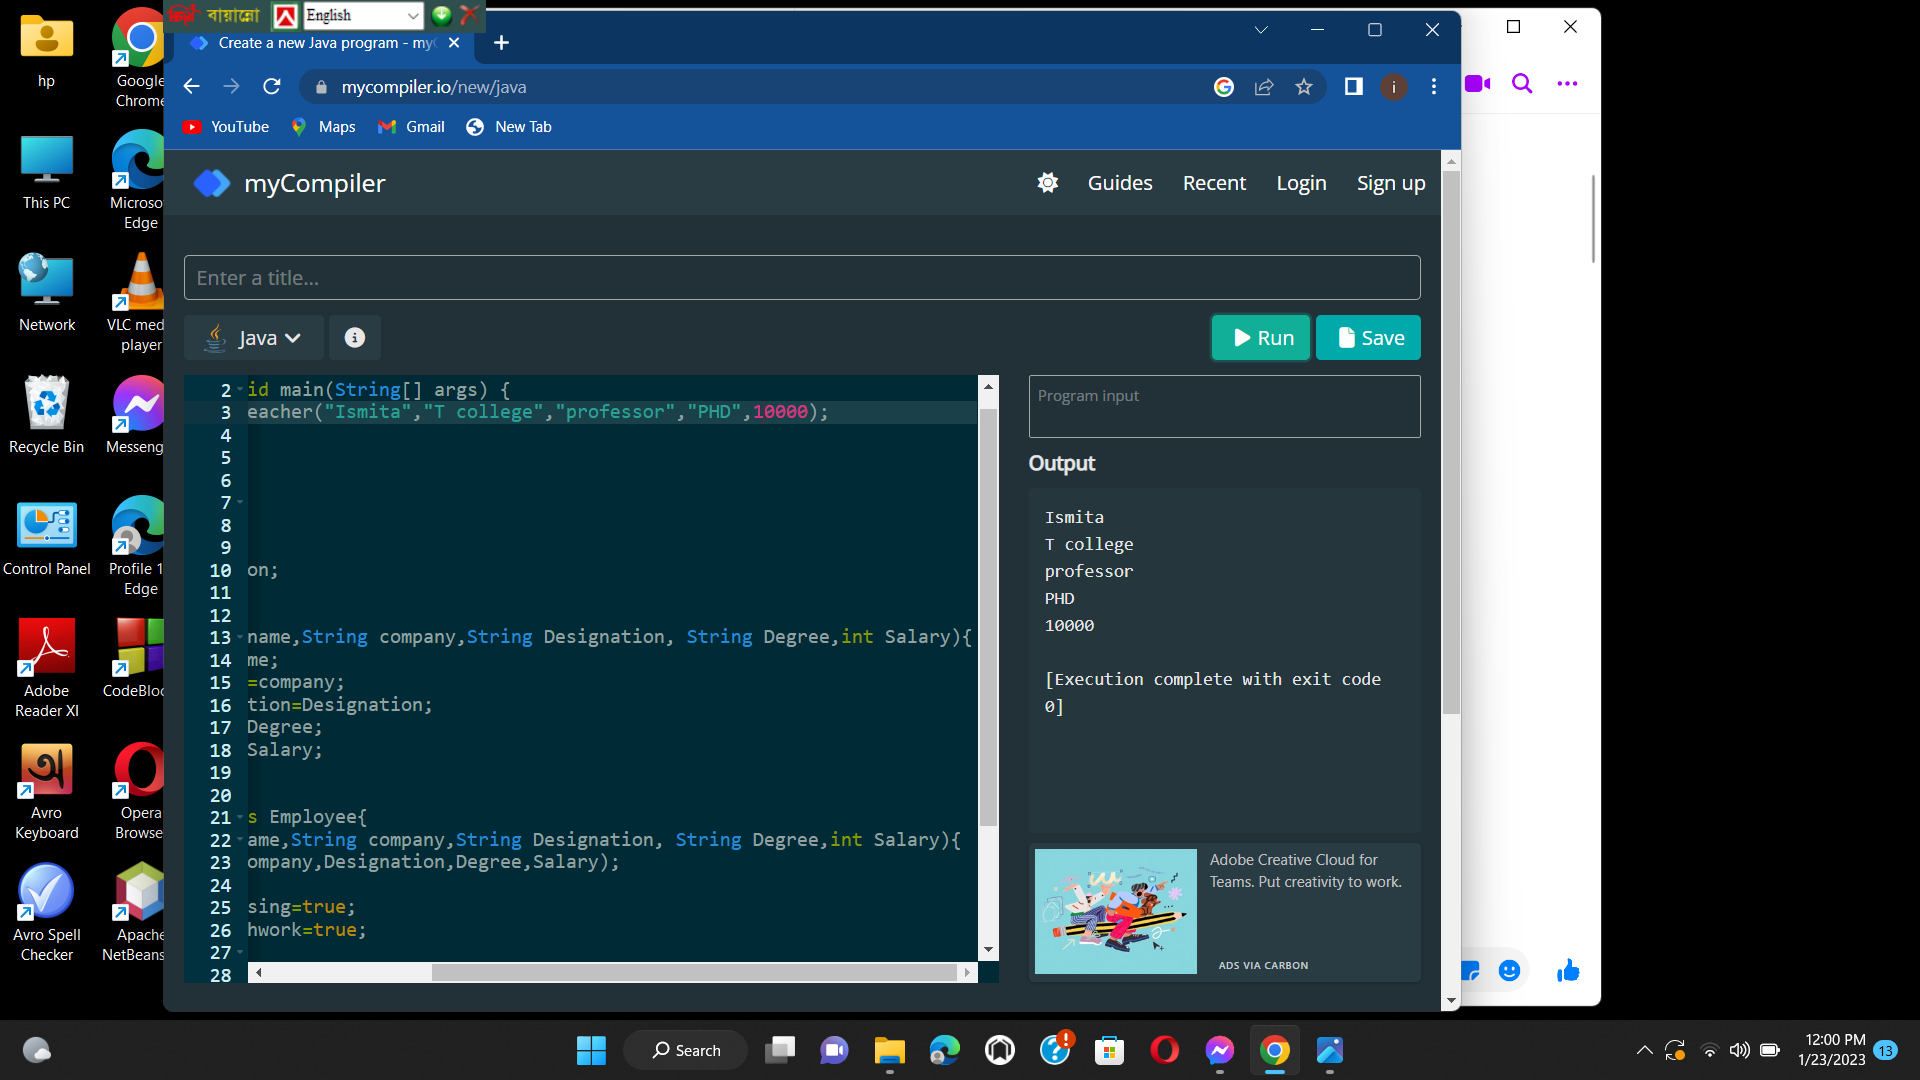 hp
Google
Chrome
This PC
Microso
Edge
Network
VLC med
player
Recycle Bin
Messeng
Control Panel
Profile 1
Edge
Adobe
Reader XI
CodeBloc
Avro
Keyboard
Opera
Browse
Avro Spell
Checker
Apache
NetBeans
বায়ান্নো
English
Create a new Java program - my
mycompiler.io/new/java
i
YouTube
Maps
Gmail
New Tab
myCompiler
Guides
Recent
Login
Sign up
Enter a title...
Java
Run
Save
2 id main(String[] args) {
3 eacher("Ismita","T college","professor","PHD",10000);
4
5
6
7
8
9
10 on;
11
12
13 name,String company,String Designation, String Degree,int Salary){
14 me;
15 =company;
16 tion=Designation;
17 Degree;
18 Salary;
19
20
21 s Employee{
22 ame,String company,String Designation, String Degree,int Salary){
23 ompany,Designation,Degree,Salary);
24
25 sing=true;
26 hwork=true;
27
28
Program input
Output
Ismita
T college
professor
PHD
10000
[Execution complete with exit code
0]
Adobe Creative Cloud for
Teams. Put creativity to work.
ADS VIA CARBON
Search
12:00 PM
1/23/2023
13